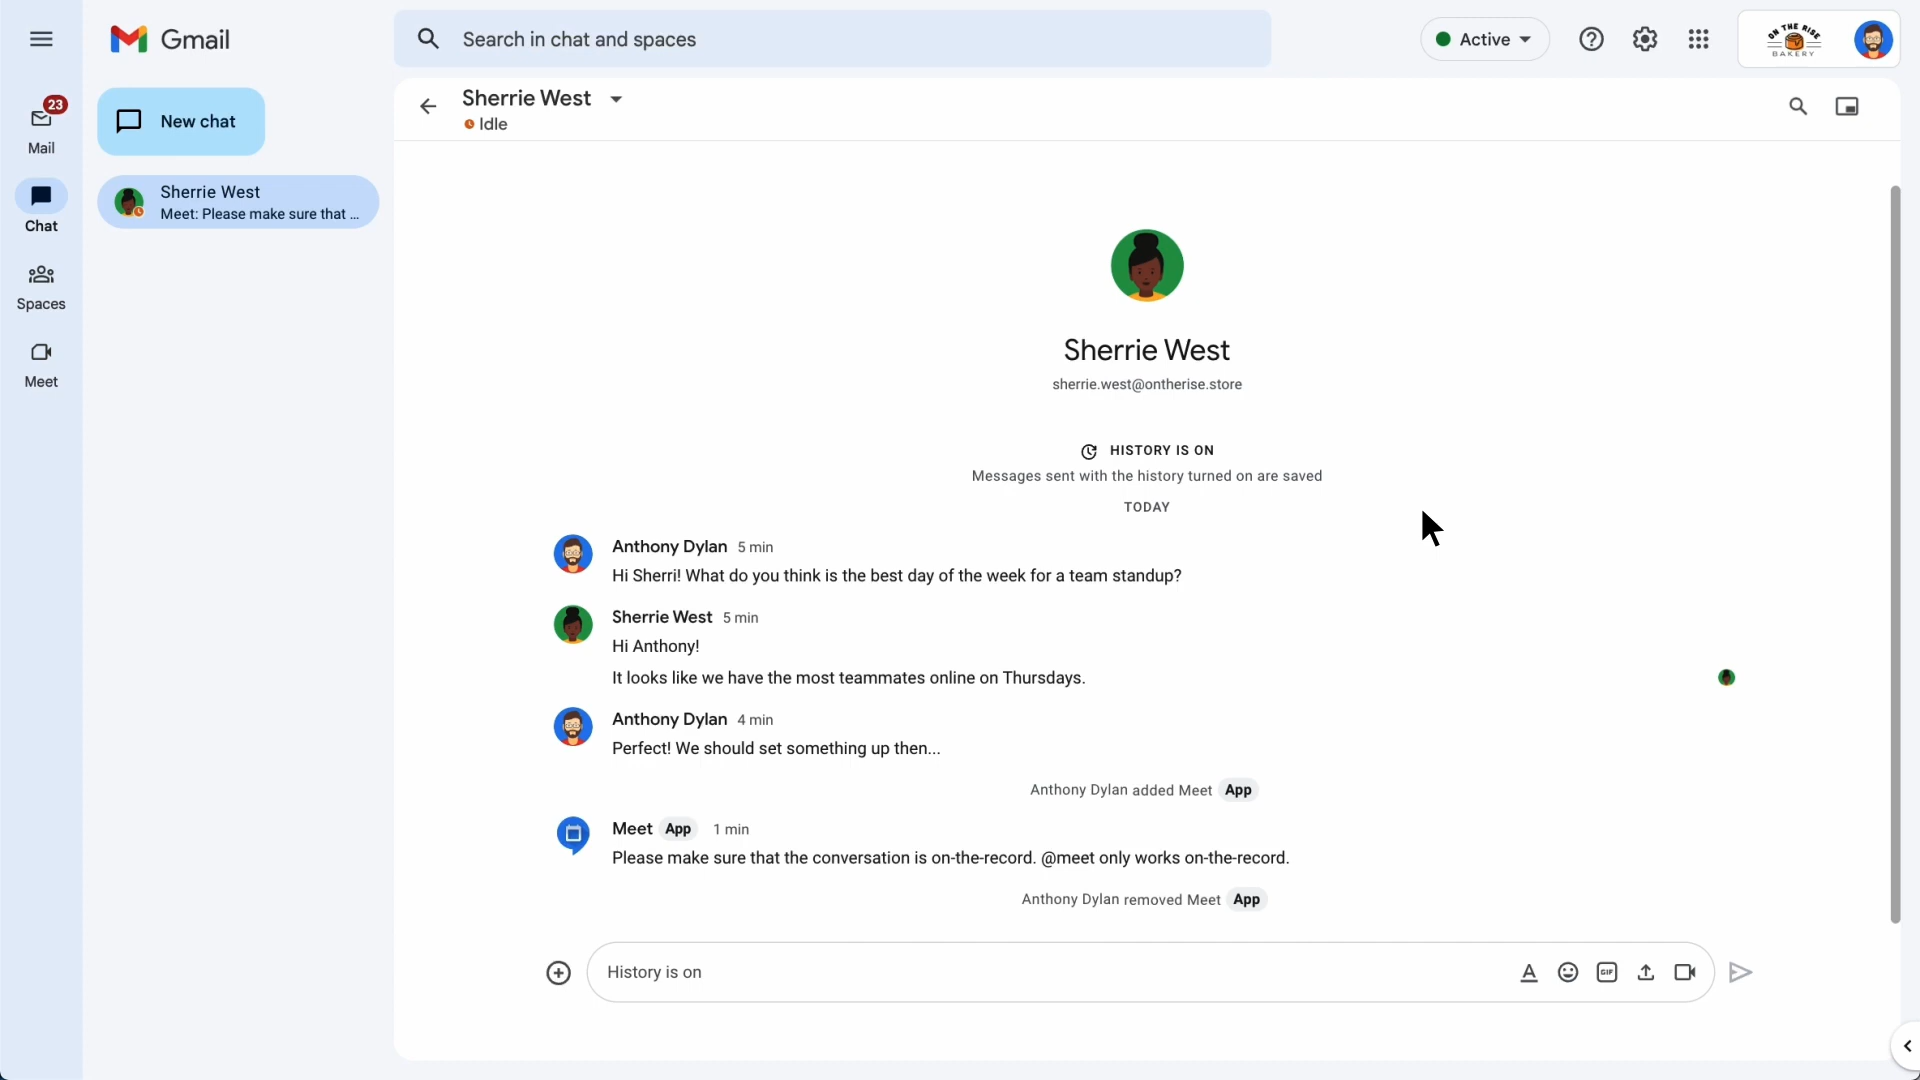 Gmail
Search in chat and spaces
Active
ON THE RISE
BAKERY
23
Mail
New chat
Sherrie West
Idle
Sherrie West
Meet: Please make sure that ...
Chat
Spaces
Meet
Sherrie West
sherrie.west@ontherise.store
HISTORY IS ON
Messages sent with the history turned on are saved
TODAY
Anthony Dylan 5 min
Hi Sherri! What do you think is the best day of the week for a team standup?
Sherrie West 5 min
Hi Anthony!
It looks like we have the most teammates online on Thursdays.
Anthony Dylan 4 min
Perfect! We should set something up then...
Anthony Dylan added Meet App
Meet App 1 min
Please make sure that the conversation is on-the-record. @meet only works on-the-record.
Anthony Dylan removed Meet App
History is on
GIF